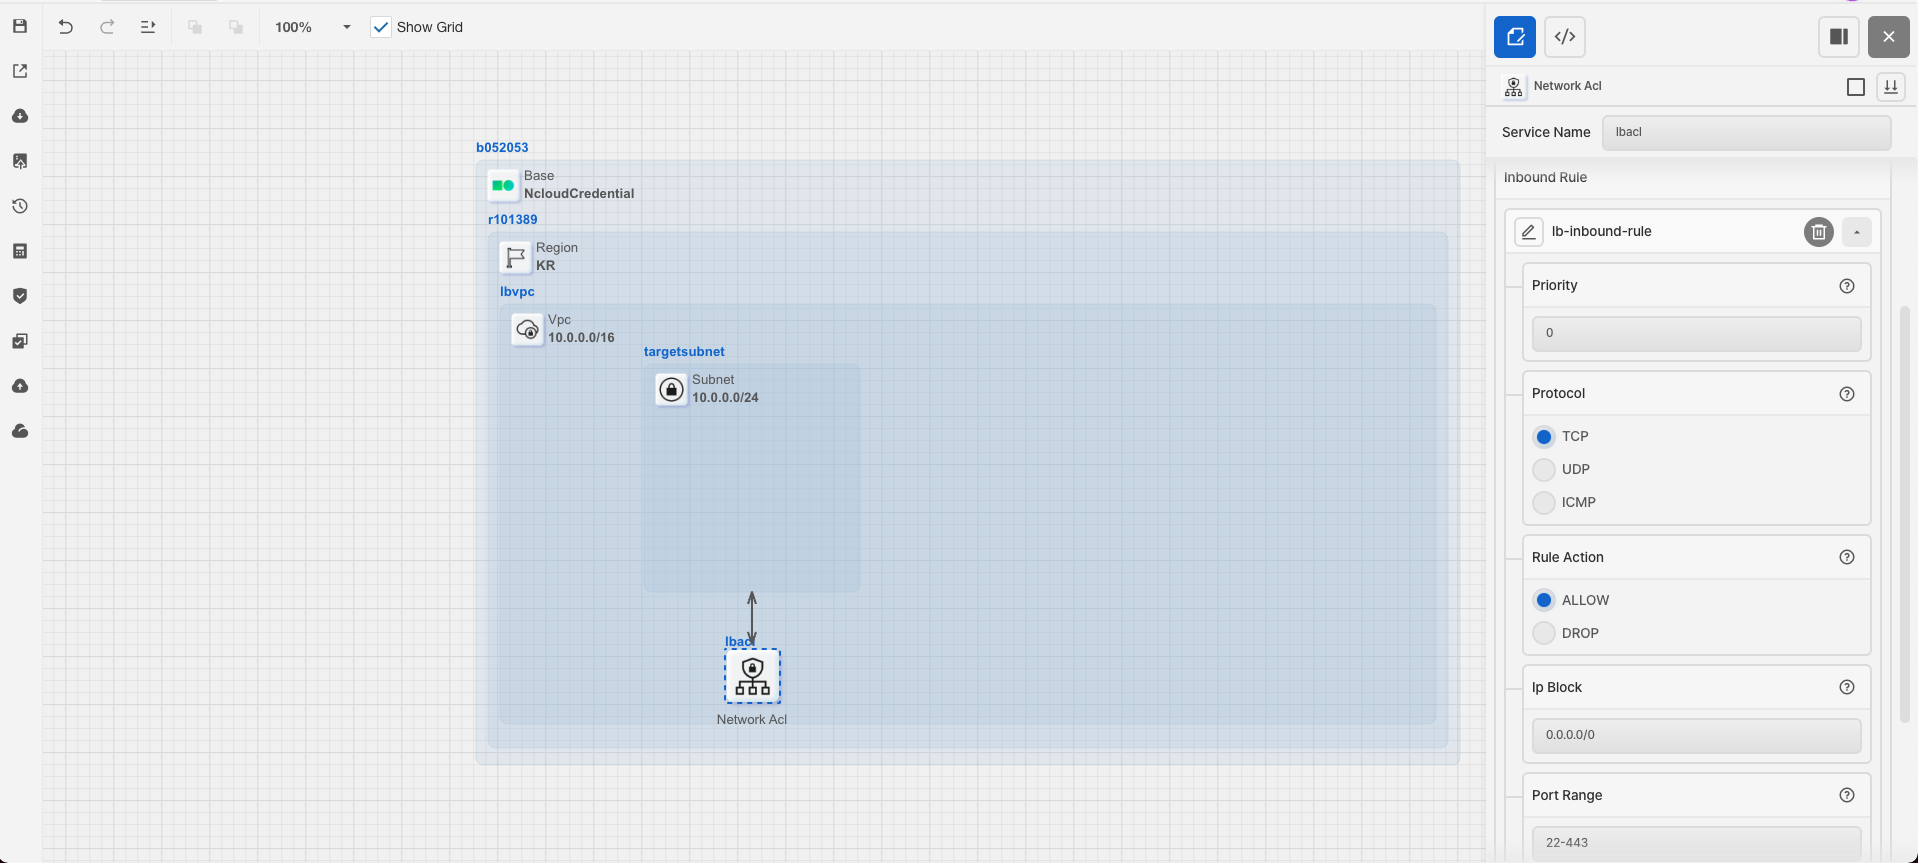 100%
Show Grid
b052053
Base
NcloudCredential
r101389
Region
KR
lbvpc
Vpc
10.0.0.0/16
targetsubnet
Subnet
10.0.0.0/24
lbacl
Network Acl
</>
Network Acl
Service Name
lbacl
Inbound Rule
lb-inbound-rule
Priority
0
Protocol
TCP
UDP
ICMP
Rule Action
ALLOW
DROP
Ip Block
0.0.0.0/0
Port Range
22-443